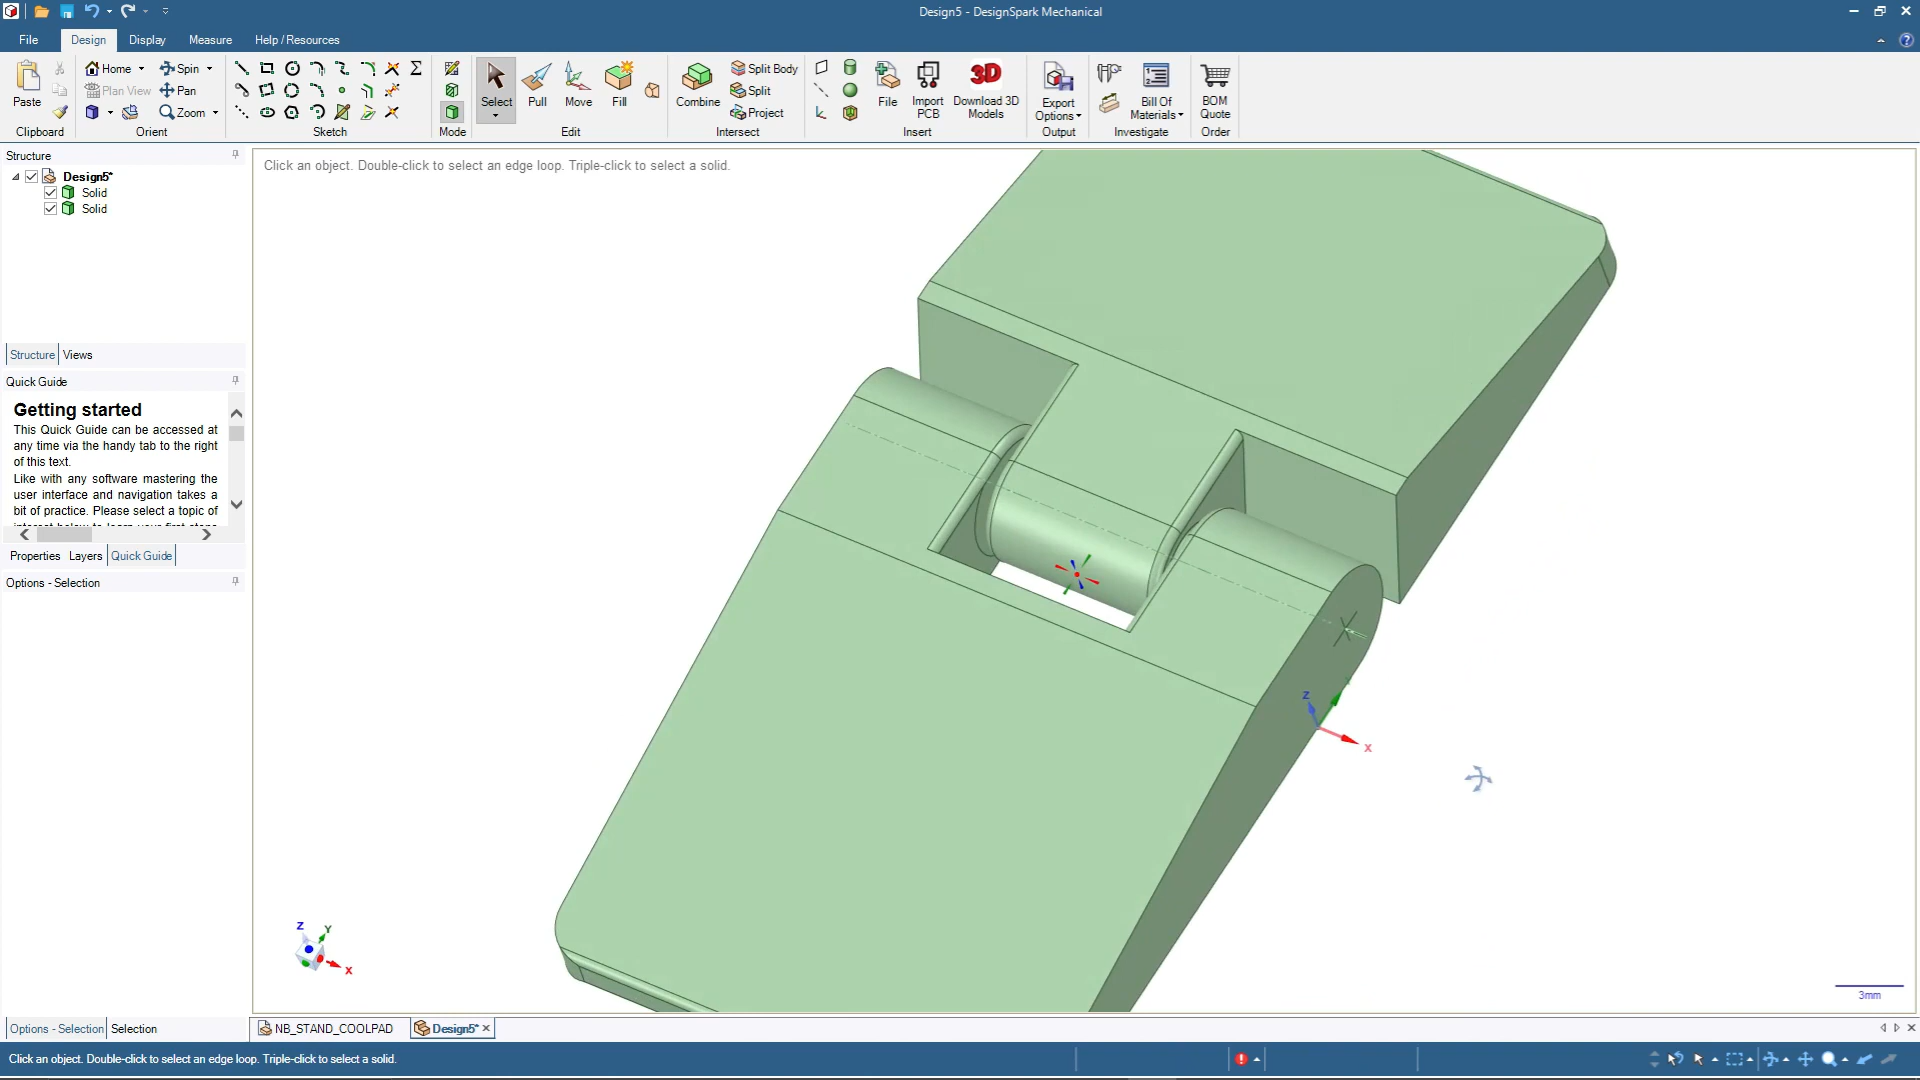 Design5 - DesignSpark Mechanical
File Design Display Measure Help / Resources
Paste
Home Spin
Plan View Pan
Zoom
Select Pull Move Fill
Combine
Split Body
Split
Project
File Import PCB Download 3D Models
3D
Export Options
Bill Of Materials
BOM Quote
Clipboard Orient Sketch Mode Edit Intersect Insert Output Investigate Order
Structure
Design5*
Solid
Solid
Structure Views
Quick Guide
Getting started
This Quick Guide can be accessed at
any time via the handy tab to the right
of this text.
Like with any software mastering the
user interface and navigation takes a
bit of practice. Please select a topic of
Properties Layers Quick Guide
Options - Selection
Click an object. Double-click to select an edge loop. Triple-click to select a solid.
Z
X
Z Y
X
3mm
Options - Selection Selection
NB_STAND_COOLPAD Design5*
Click an object. Double-click to select an edge loop. Triple-click to select a solid.